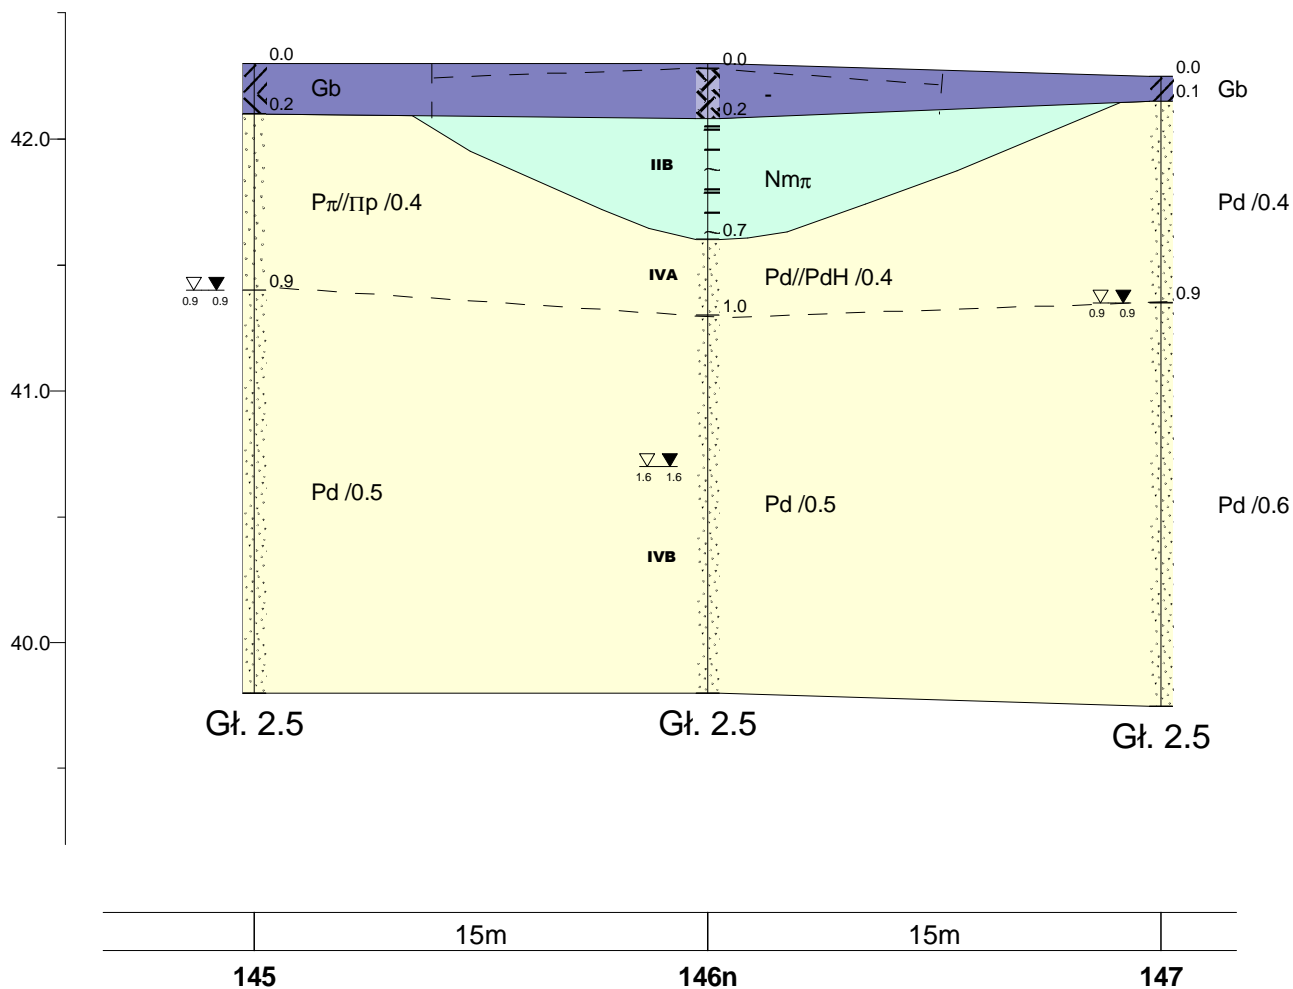 0.0
0.0
0.0
Gb
-
0.1
Gb
0.2
0.2
42.0
IIB
Nmπ
Pπ//Πp /0.4
Pd /0.4
0.7
IVA
Pd//PdH /0.4
0.9
0.9
0.9 0.9
1.0
0.9 0.9
41.0
1.6 1.6
Pd /0.5
Pd /0.5
Pd /0.6
IVB
40.0
Gł. 2.5
Gł. 2.5
Gł. 2.5
15m
15m
145
146n
147